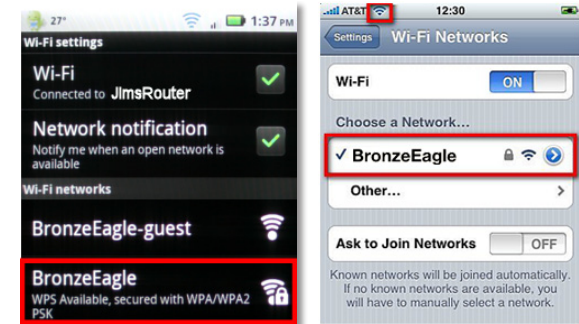 27°
1:37 PM
Wi-Fi settings
Wi-Fi
Connected to JimsRouter
Network notification
Notify me when an open network is
available
Wi-Fi networks
BronzeEagle-guest
BronzeEagle
WPS Available, secured with WPA/WPA2
PSK
AT&T
12:30
Settings
Wi-Fi Networks
Wi-Fi
ON
Choose a Network...
✓ BronzeEagle
Other...
Ask to Join Networks
OFF
Known networks will be joined automatically.
If no known networks are available, you
will have to manually select a network.